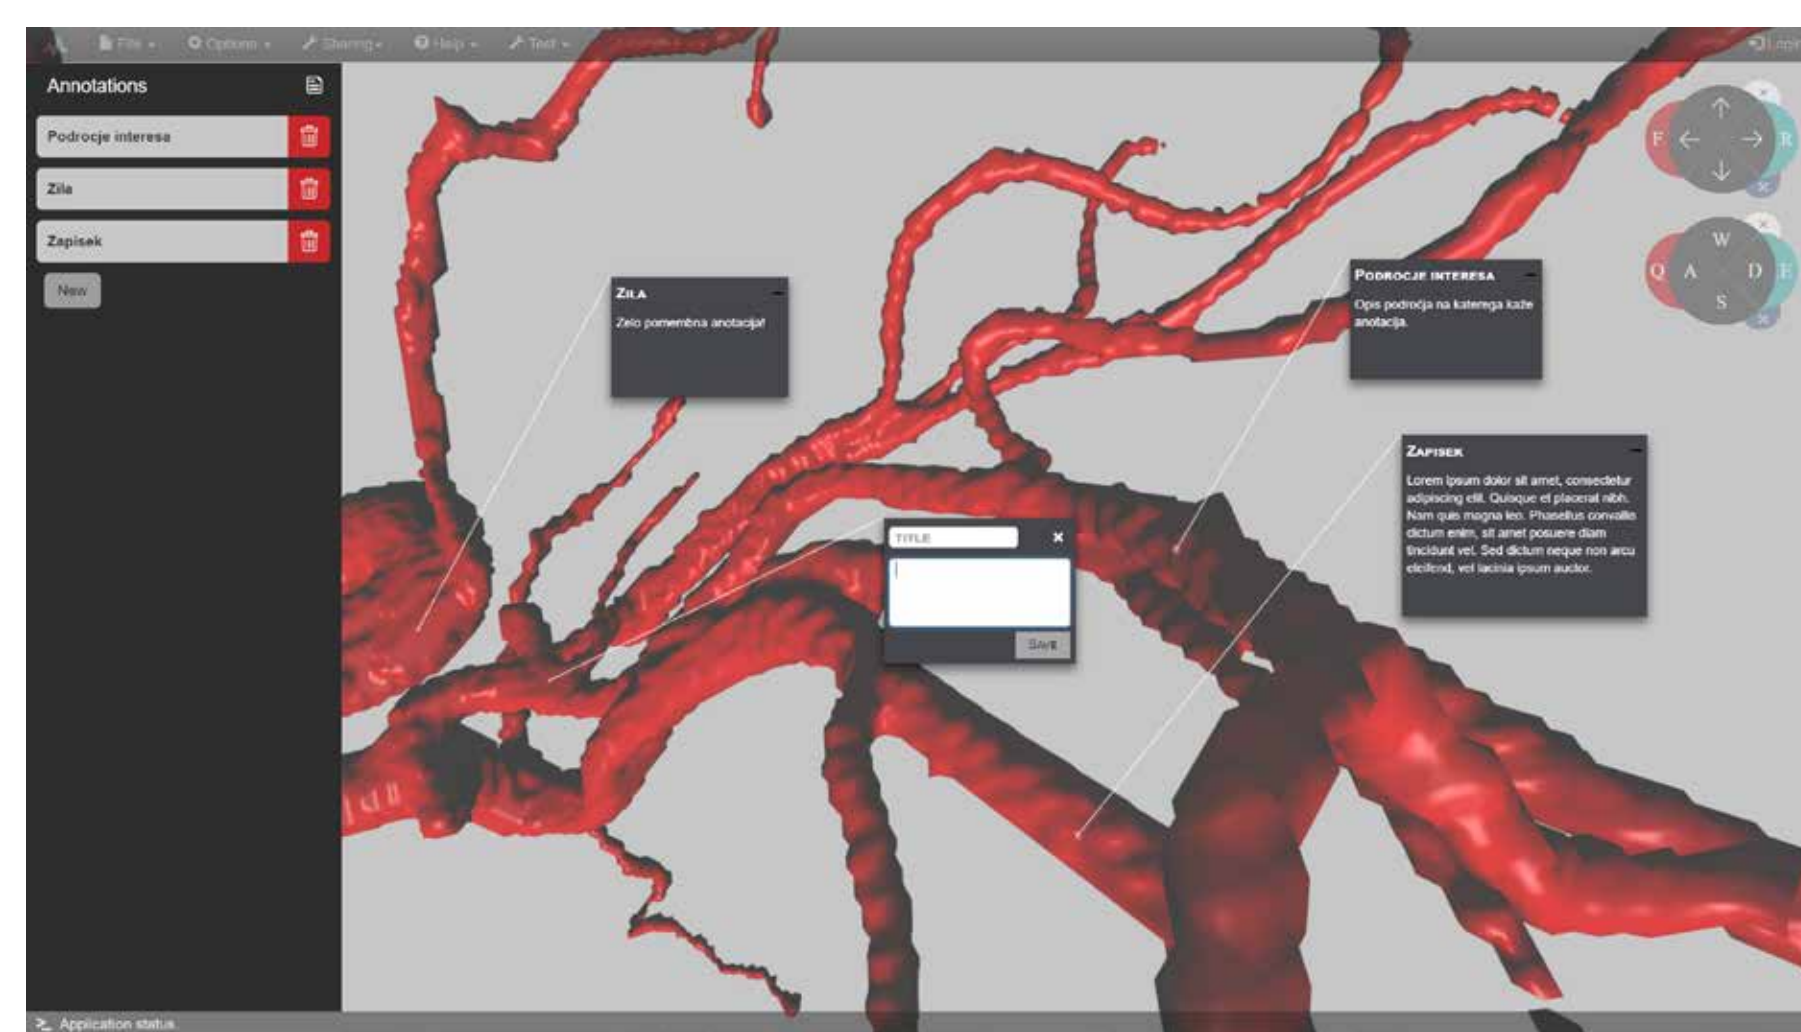 File
Options
Sharing
Help
Test
Login
Annotations
Podrocje interesa
Zila
Zapisek
New
F
R
W
Q
A
D
E
S
ZILA
Zelo pomembna anotacija!
PODROCJE INTERESA
Opis področja na katerega kaže
anotacija.
ZAPISEK
Lorem ipsum dolor sit amet, consectetur
adipiscing elit. Quisque et placerat nibh.
Nam quis magna leo. Phasellus convallis
dictum enim, sit amet posuere diam
tincidunt vel. Sed dictum neque non arcu
eleifend, vel lacinia ipsum auctor.
TITLE
SAVE
Application status